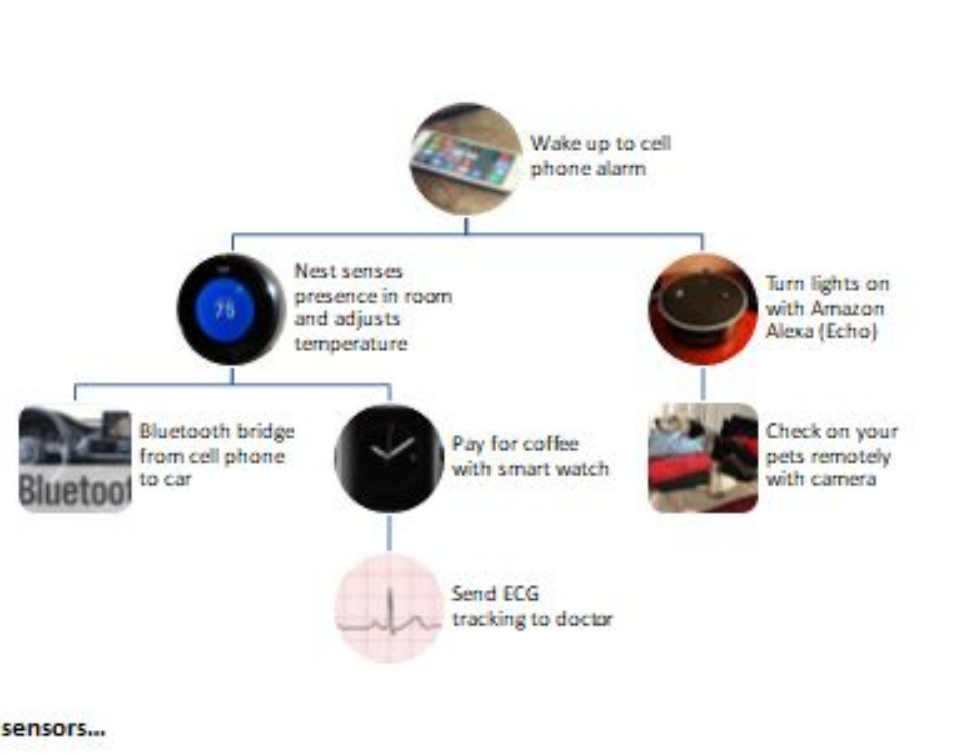 Wake up to cell
phone alarm
Nest senses
presence in room
and adjusts
temperature
75
Turn lights on
with Amazon
Alexa (Echo)
Bluetooth bridge
from cell phone
to car
Bluetoot
Pay for coffee
with smart watch
Check on your
pets remotely
with camera
Send ECG
tracking to doctor
sensors...